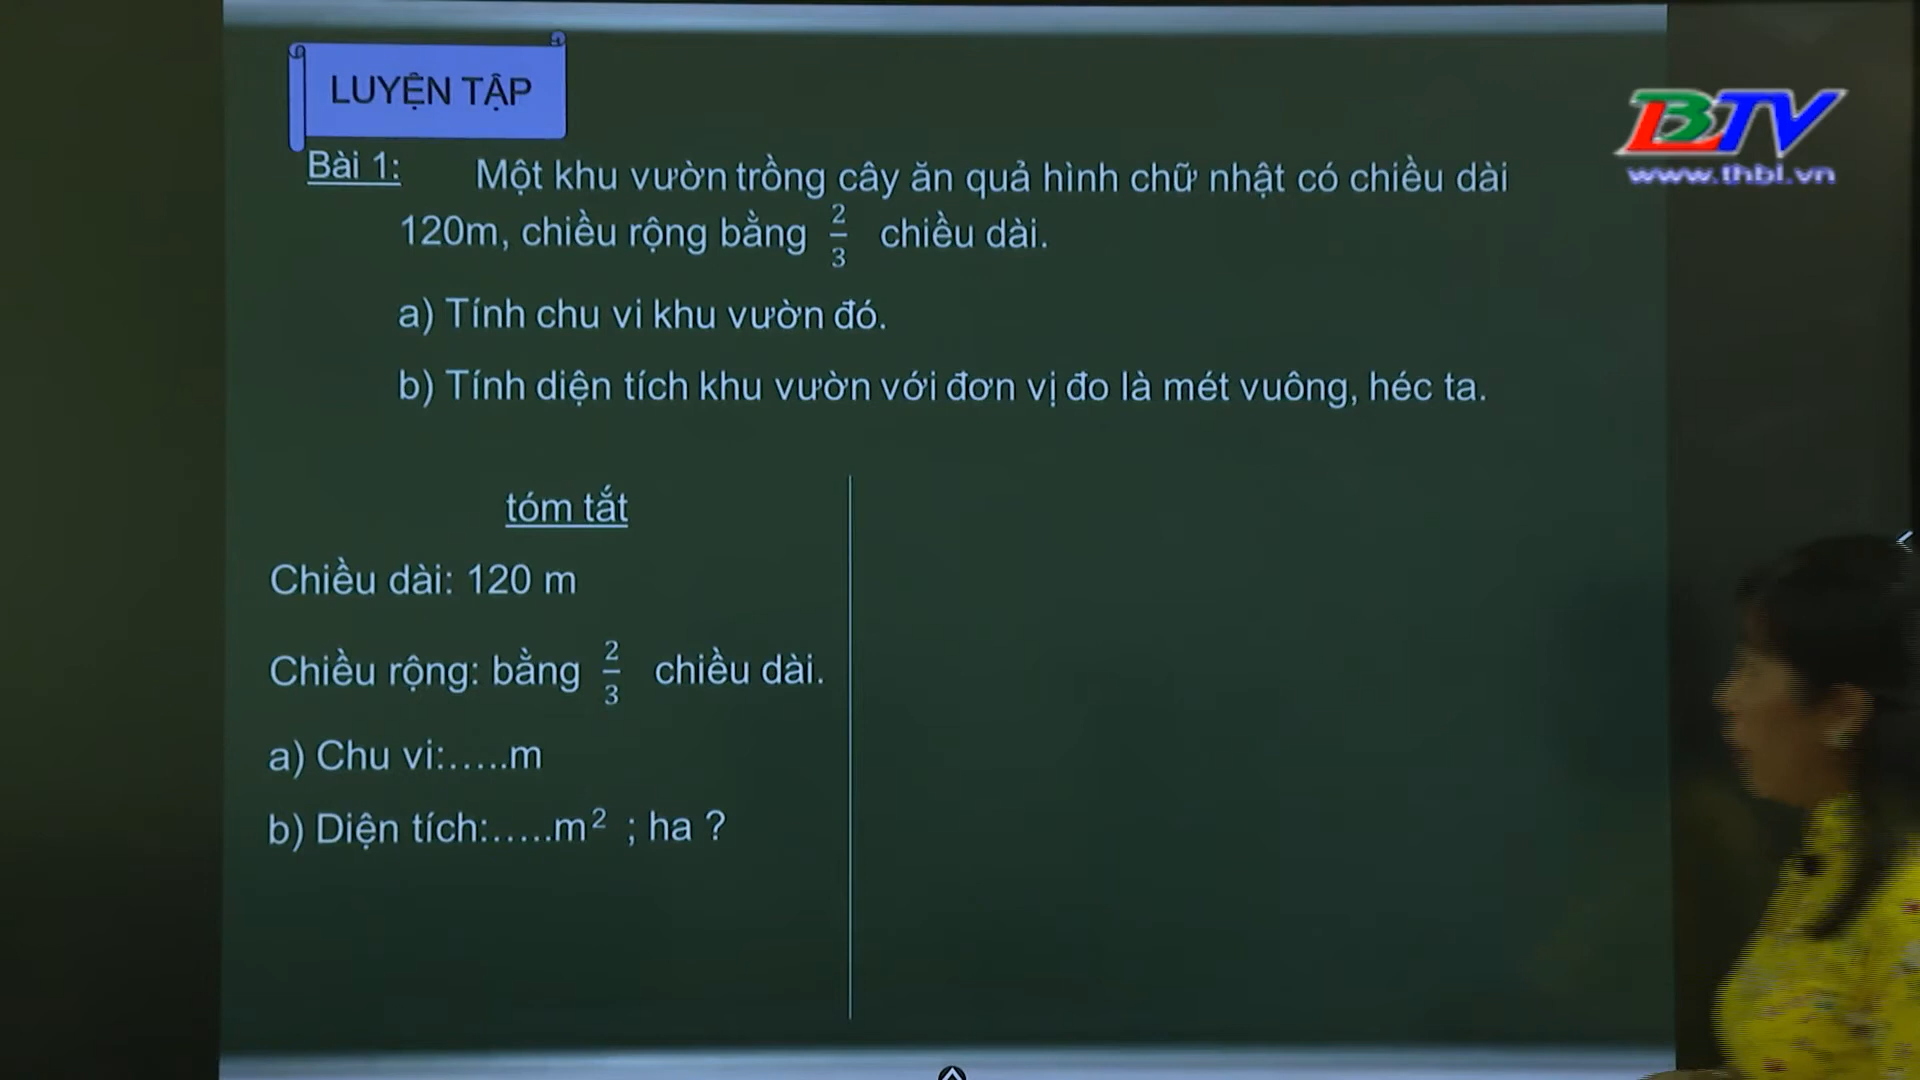 LUYỆN TẬP
BTV
www.thbl.vn
Bài 1: Một khu vườn trồng cây ăn quả hình chữ nhật có chiều dài
120m, chiều rộng bằng 2/3 chiều dài.
a) Tính chu vi khu vườn đó.
b) Tính diện tích khu vườn với đơn vị đo là mét vuông, héc ta.
tóm tắt
Chiều dài: 120 m
Chiều rộng: bằng 2/3 chiều dài.
a) Chu vi:.....m
b) Diện tích:.....m² ; ha ?